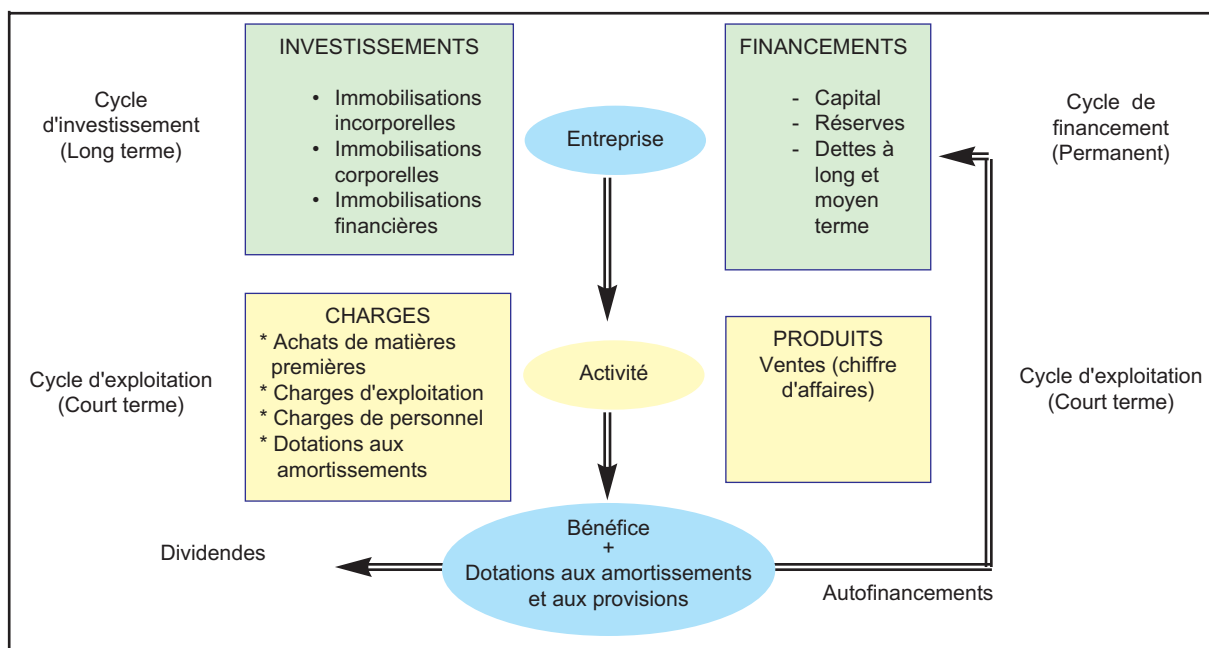 INVESTISSEMENTS
• Immobilisations
incorporelles
• Immobilisations
corporelles
• Immobilisations
financières
FINANCEMENTS
- Capital
- Réserves
- Dettes à
long et
moyen
terme
Cycle
d'investissement
(Long terme)
Entreprise
Cycle de
financement
(Permanent)
CHARGES
* Achats de matières
premières
* Charges d'exploitation
* Charges de personnel
* Dotations aux
amortissements
PRODUITS
Ventes (chiffre
d'affaires)
Cycle d'exploitation
(Court terme)
Activité
Cycle d'exploitation
(Court terme)
Dividendes
Bénéfice
+
Dotations aux amortissements
et aux provisions
Autofinancements